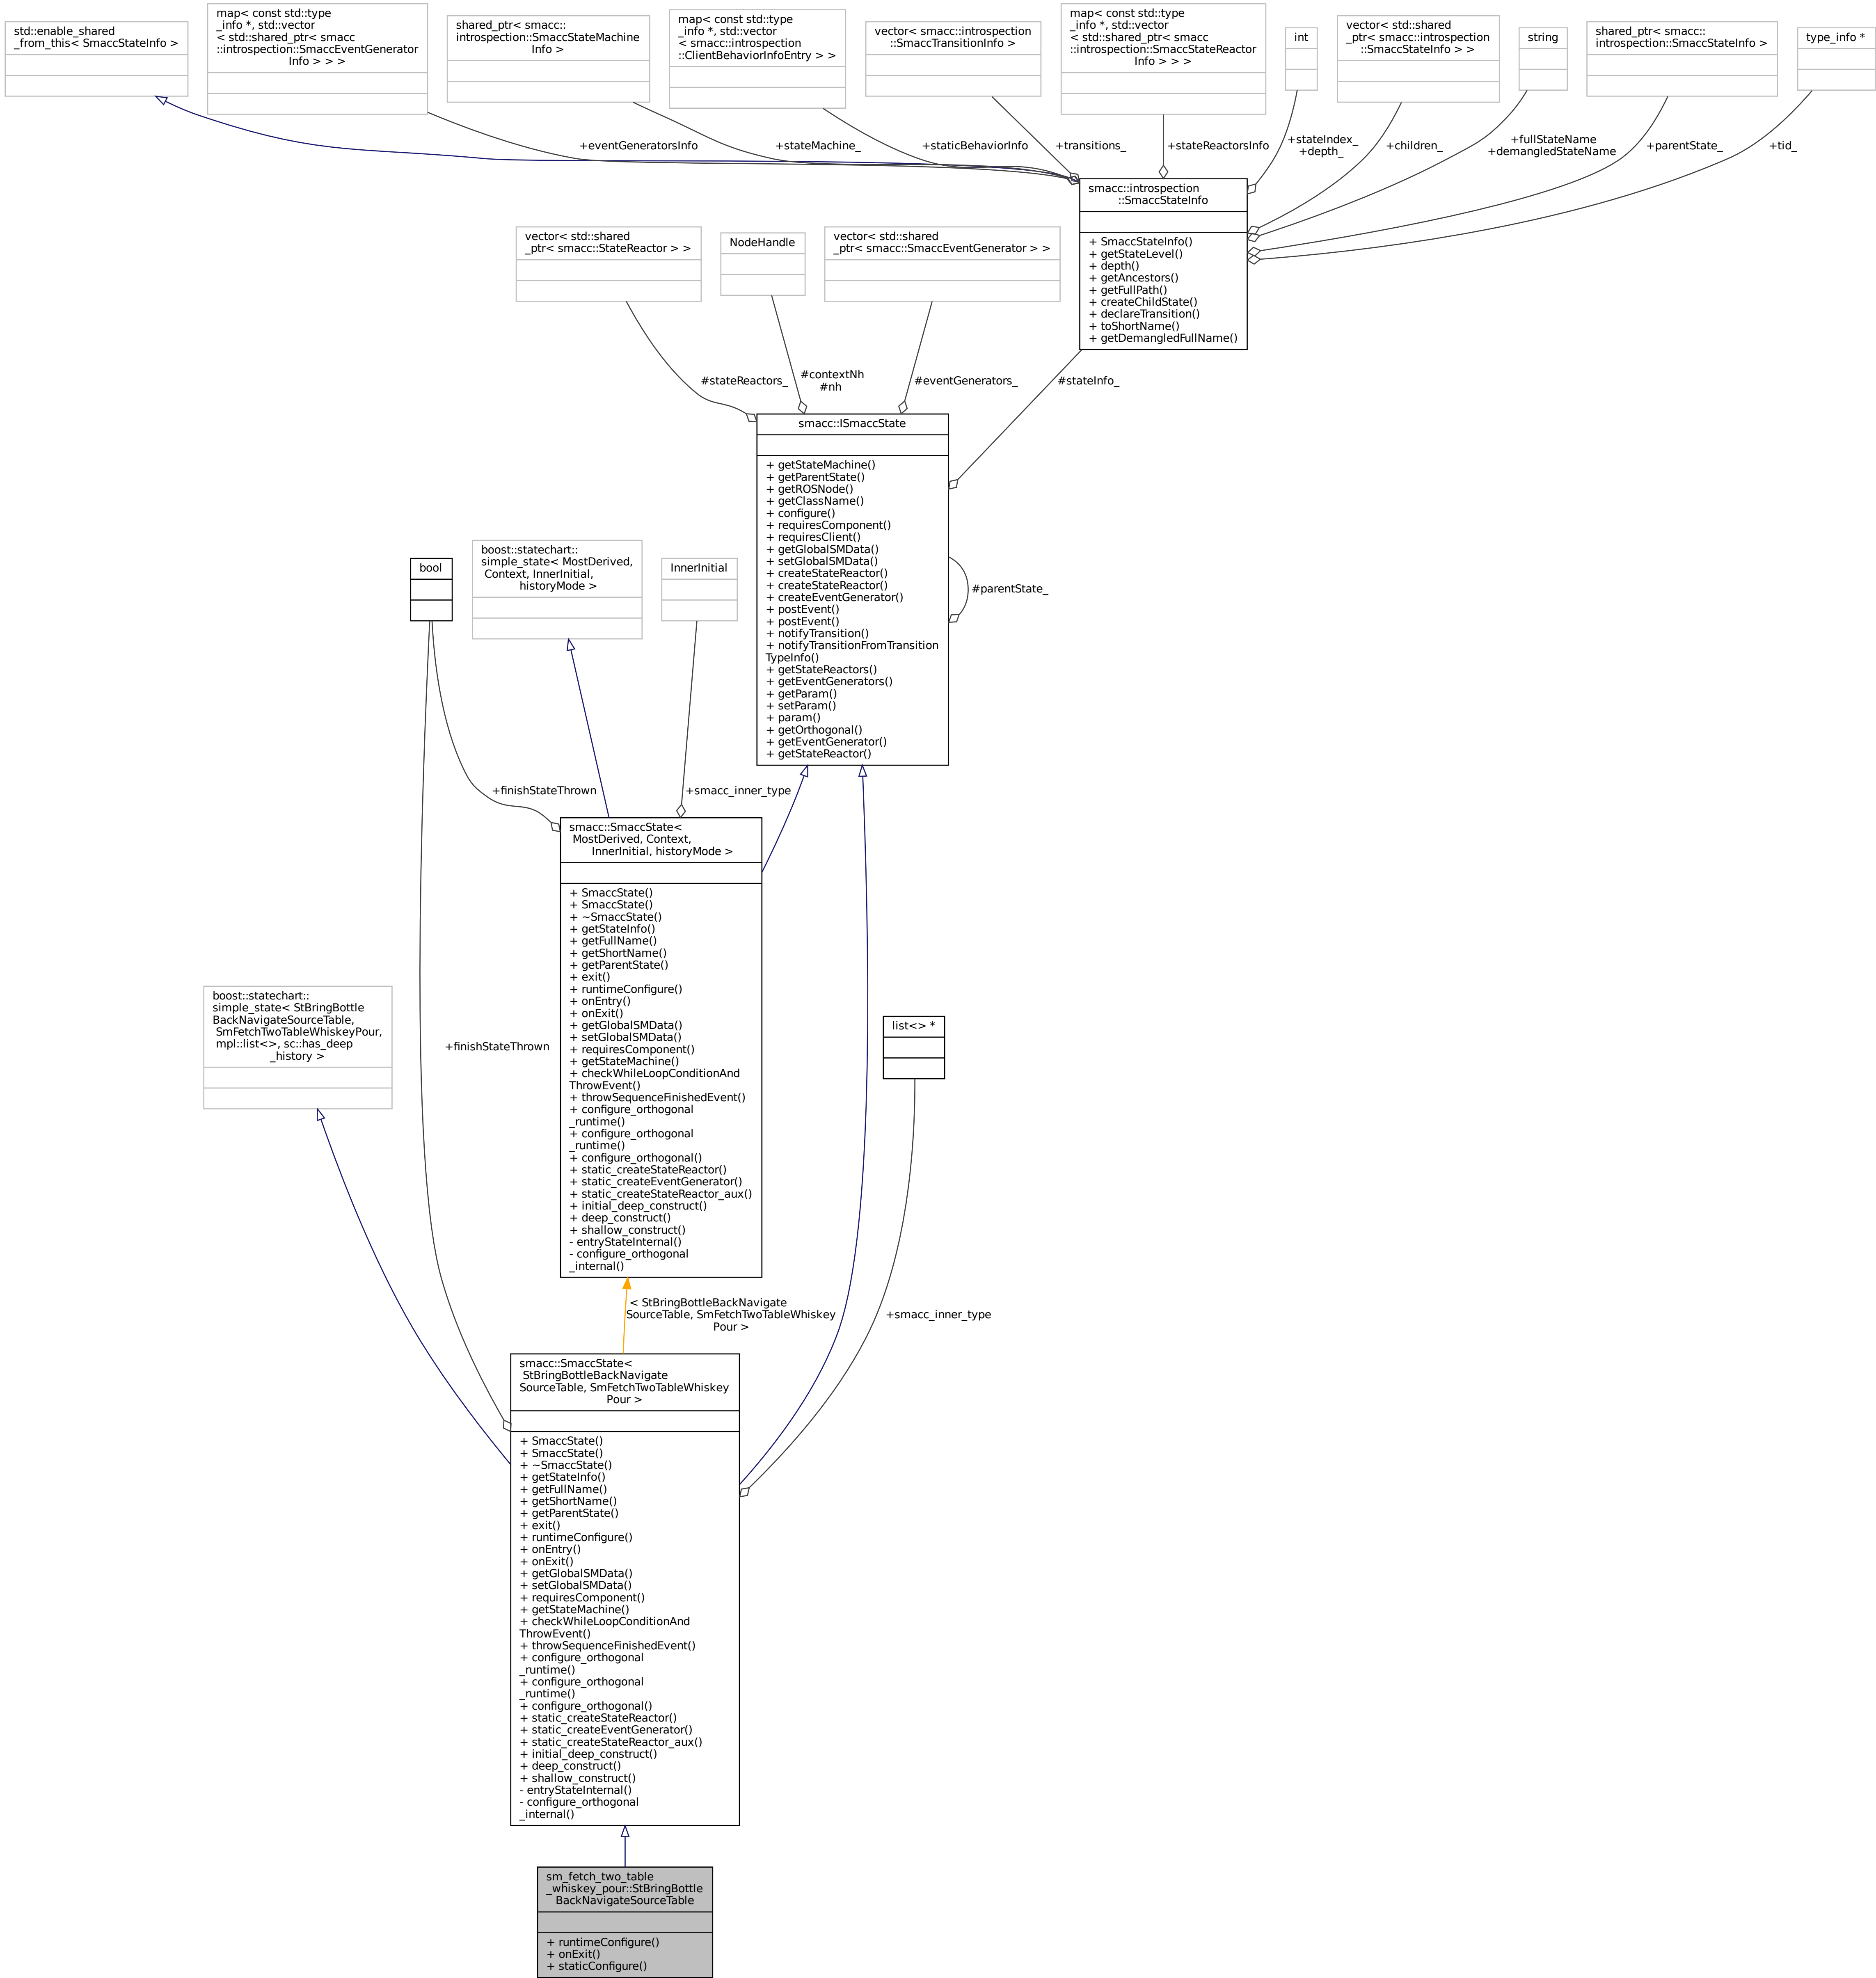 std::enable_shared
_from_this< SmaccStateInfo >
map< const std::type
_info *, std::vector
< std::shared_ptr< smacc
::introspection::SmaccEventGenerator
Info > > >
shared_ptr< smacc::
introspection::SmaccStateMachine
Info >
map< const std::type
_info *, std::vector
< smacc::introspection
::ClientBehaviorInfoEntry > >
vector< smacc::introspection
::SmaccTransitionInfo >
map< const std::type
_info *, std::vector
< std::shared_ptr< smacc
::introspection::SmaccStateReactor
Info > > >
int
vector< std::shared
_ptr< smacc::introspection
::SmaccStateInfo > >
string
shared_ptr< smacc::
introspection::SmaccStateInfo >
type_info *
+eventGeneratorsInfo
+stateMachine_
+staticBehaviorInfo
+transitions_
+stateReactorsInfo
+stateIndex_
+depth_
+children_
+fullStateName
+demangledStateName
+parentState_
+tid_
smacc::introspection
::SmaccStateInfo
+ SmaccStateInfo()
+ getStateLevel()
+ depth()
+ getAncestors()
+ getFullPath()
+ createChildState()
+ declareTransition()
+ toShortName()
+ getDemangledFullName()
vector< std::shared
_ptr< smacc::StateReactor > >
NodeHandle
vector< std::shared
_ptr< smacc::SmaccEventGenerator > >
#stateReactors_
#contextNh
#nh
#eventGenerators_
#stateInfo_
smacc::ISmaccState
+ getStateMachine()
+ getParentState()
+ getROSNode()
+ getClassName()
+ configure()
+ requiresComponent()
+ requiresClient()
+ getGlobalSMData()
+ setGlobalSMData()
+ createStateReactor()
+ createStateReactor()
+ createEventGenerator()
+ postEvent()
+ postEvent()
+ notifyTransition()
+ notifyTransitionFromTransition
TypeInfo()
+ getStateReactors()
+ getEventGenerators()
+ getParam()
+ setParam()
+ param()
+ getOrthogonal()
+ getEventGenerator()
+ getStateReactor()
#parentState_
bool
boost::statechart::
simple_state< MostDerived,
Context, InnerInitial,
historyMode >
InnerInitial
+finishStateThrown
+smacc_inner_type
smacc::SmaccState<
MostDerived, Context,
InnerInitial, historyMode >
+ SmaccState()
+ SmaccState()
+ ~SmaccState()
+ getStateInfo()
+ getFullName()
+ getShortName()
+ getParentState()
+ exit()
+ runtimeConfigure()
+ onEntry()
+ onExit()
+ getGlobalSMData()
+ setGlobalSMData()
+ requiresComponent()
+ getStateMachine()
+ checkWhileLoopConditionAnd
ThrowEvent()
+ throwSequenceFinishedEvent()
+ configure_orthogonal
_runtime()
+ configure_orthogonal
_runtime()
+ configure_orthogonal()
+ static_createStateReactor()
+ static_createEventGenerator()
+ static_createStateReactor_aux()
+ initial_deep_construct()
+ deep_construct()
+ shallow_construct()
- entryStateInternal()
- configure_orthogonal
_internal()
boost::statechart::
simple_state< StBringBottle
BackNavigateSourceTable,
SmFetchTwoTableWhiskeyPour,
mpl::list<>, sc::has_deep
_history >
+finishStateThrown
list<> *
< StBringBottleBackNavigate
SourceTable, SmFetchTwoTableWhiskey
Pour >
+smacc_inner_type
smacc::SmaccState<
StBringBottleBackNavigate
SourceTable, SmFetchTwoTableWhiskey
Pour >
+ SmaccState()
+ SmaccState()
+ ~SmaccState()
+ getStateInfo()
+ getFullName()
+ getShortName()
+ getParentState()
+ exit()
+ runtimeConfigure()
+ onEntry()
+ onExit()
+ getGlobalSMData()
+ setGlobalSMData()
+ requiresComponent()
+ getStateMachine()
+ checkWhileLoopConditionAnd
ThrowEvent()
+ throwSequenceFinishedEvent()
+ configure_orthogonal
_runtime()
+ configure_orthogonal
_runtime()
+ configure_orthogonal()
+ static_createStateReactor()
+ static_createEventGenerator()
+ static_createStateReactor_aux()
+ initial_deep_construct()
+ deep_construct()
+ shallow_construct()
- entryStateInternal()
- configure_orthogonal
_internal()
sm_fetch_two_table
_whiskey_pour::StBringBottle
BackNavigateSourceTable
+ runtimeConfigure()
+ onExit()
+ staticConfigure()